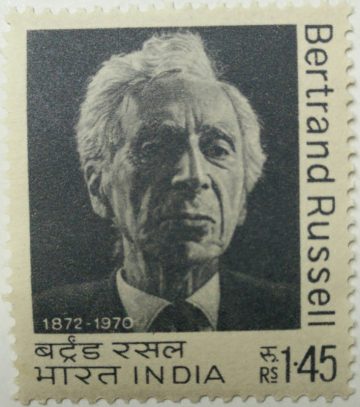 Bertrand Russell
1872-1970
बर्ट्रंड रसल
भारत INDIA
रु. RS 1·45